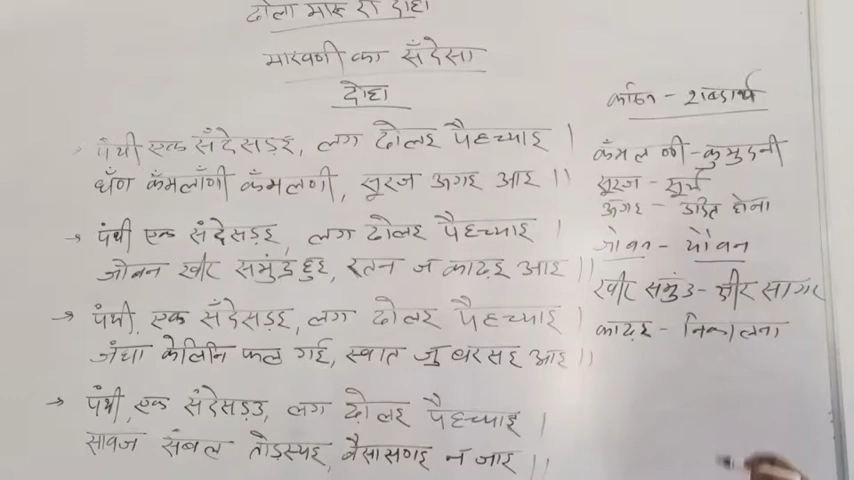 ढोला मारू रा दोहा
मारवणी का सँदेसा
दोहा
पंथी एक सँदेसड़इ, लग ढोलइ पैहच्याइ |
धँण कँमलाँणी कँमलणी, सूरज ऊगइ आइ ||
→ पंथी एक संदेसड़इ, लग ढोलइ पैहच्याइ |
जोबन खीर समुंद्र हुइ, रतन ज काढ़इ आइ ||
→ पंथी, एक सँदेसड़इ, लग ढोलइ पैहच्याइ |
जंघा केलिनि फल गई, स्वात जु बरसइ आइ ||
→ पंथी, एक संदेसड़उ, लग ढ़ोलइ पैहच्याइ |
सावज संबल तोड़स्यइ, वैसासणइ न जाइ ||
कठिन - शब्दार्थ
कँमलणी - कुमुदनी
सूरज - सूर्य
ऊगइ - उदित होना
जोबन - यौवन
खीर समुंद्र - क्षीर सागर
काढ़इ - निकालना